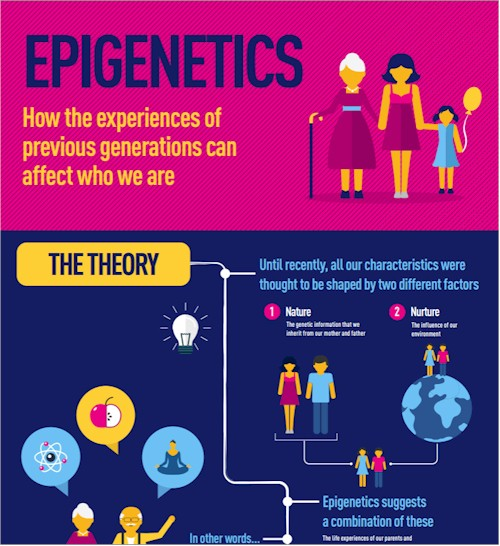 EPIGENETICS
How the experiences of
previous generations can
affect who we are
THE THEORY
Until recently, all our characteristics were
thought to be shaped by two different factors
1 Nature
The genetic information that we
inherit from our mother and father
2 Nurture
The influence of our
environment
Epigenetics suggests
a combination of these
The life experiences of our parents and
In other words...